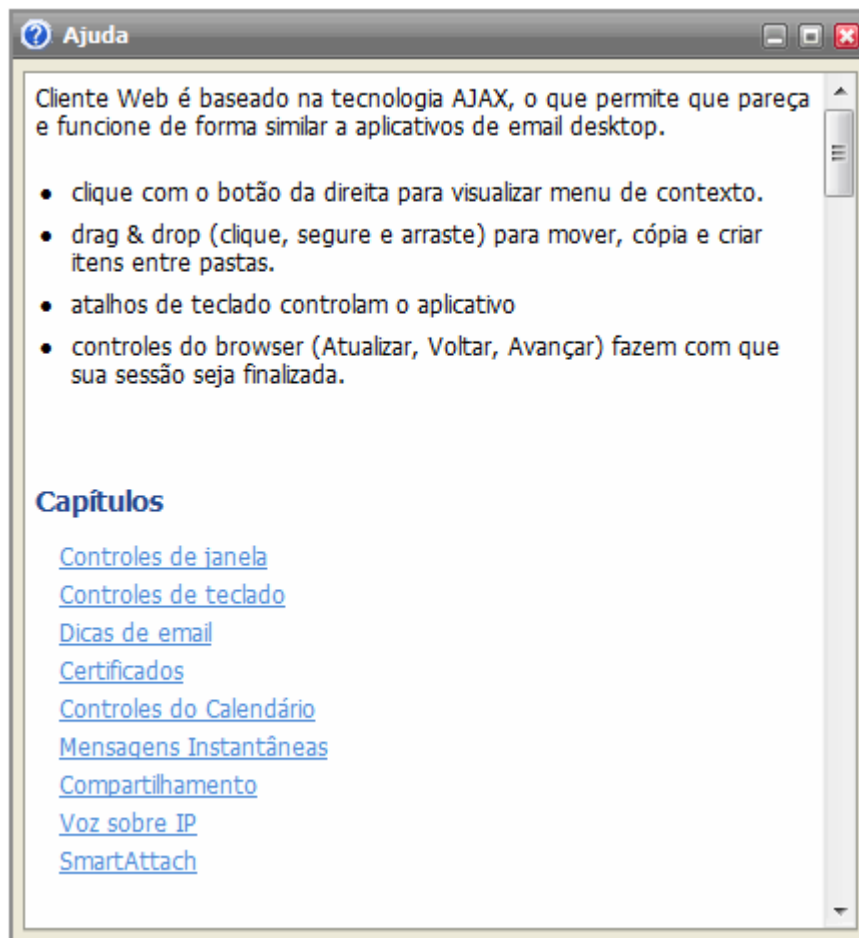 Ajuda
Cliente Web é baseado na tecnologia AJAX, o que permite que pareça
e funcione de forma similar a aplicativos de email desktop.
• clique com o botão da direita para visualizar menu de contexto.
• drag & drop (clique, segure e arraste) para mover, cópia e criar
itens entre pastas.
• atalhos de teclado controlam o aplicativo
• controles do browser (Atualizar, Voltar, Avançar) fazem com que
sua sessão seja finalizada.
Capítulos
Controles de janela
Controles de teclado
Dicas de email
Certificados
Controles do Calendário
Mensagens Instantâneas
Compartilhamento
Voz sobre IP
SmartAttach